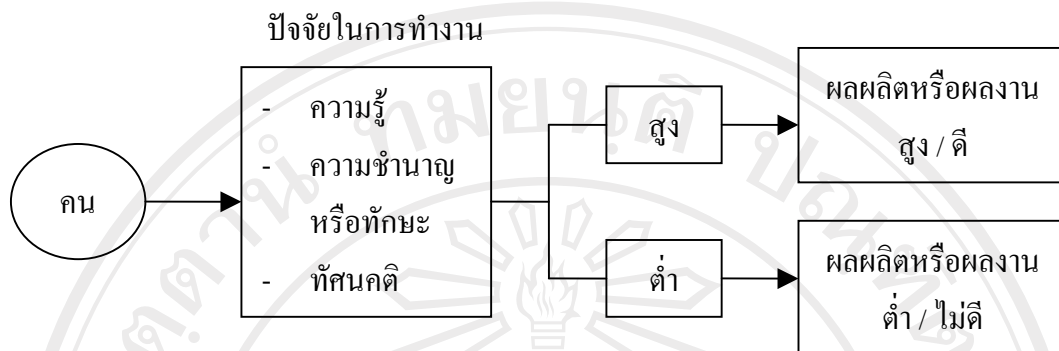 ปัจจัยในการทำงาน
คน
- ความรู้
- ความชำนาญ
หรือทักษะ
- ทัศนคติ
สูง
ผลผลิตหรือผลงาน
สูง / ดี
ต่ำ
ผลผลิตหรือผลงาน
ต่ำ / ไม่ดี